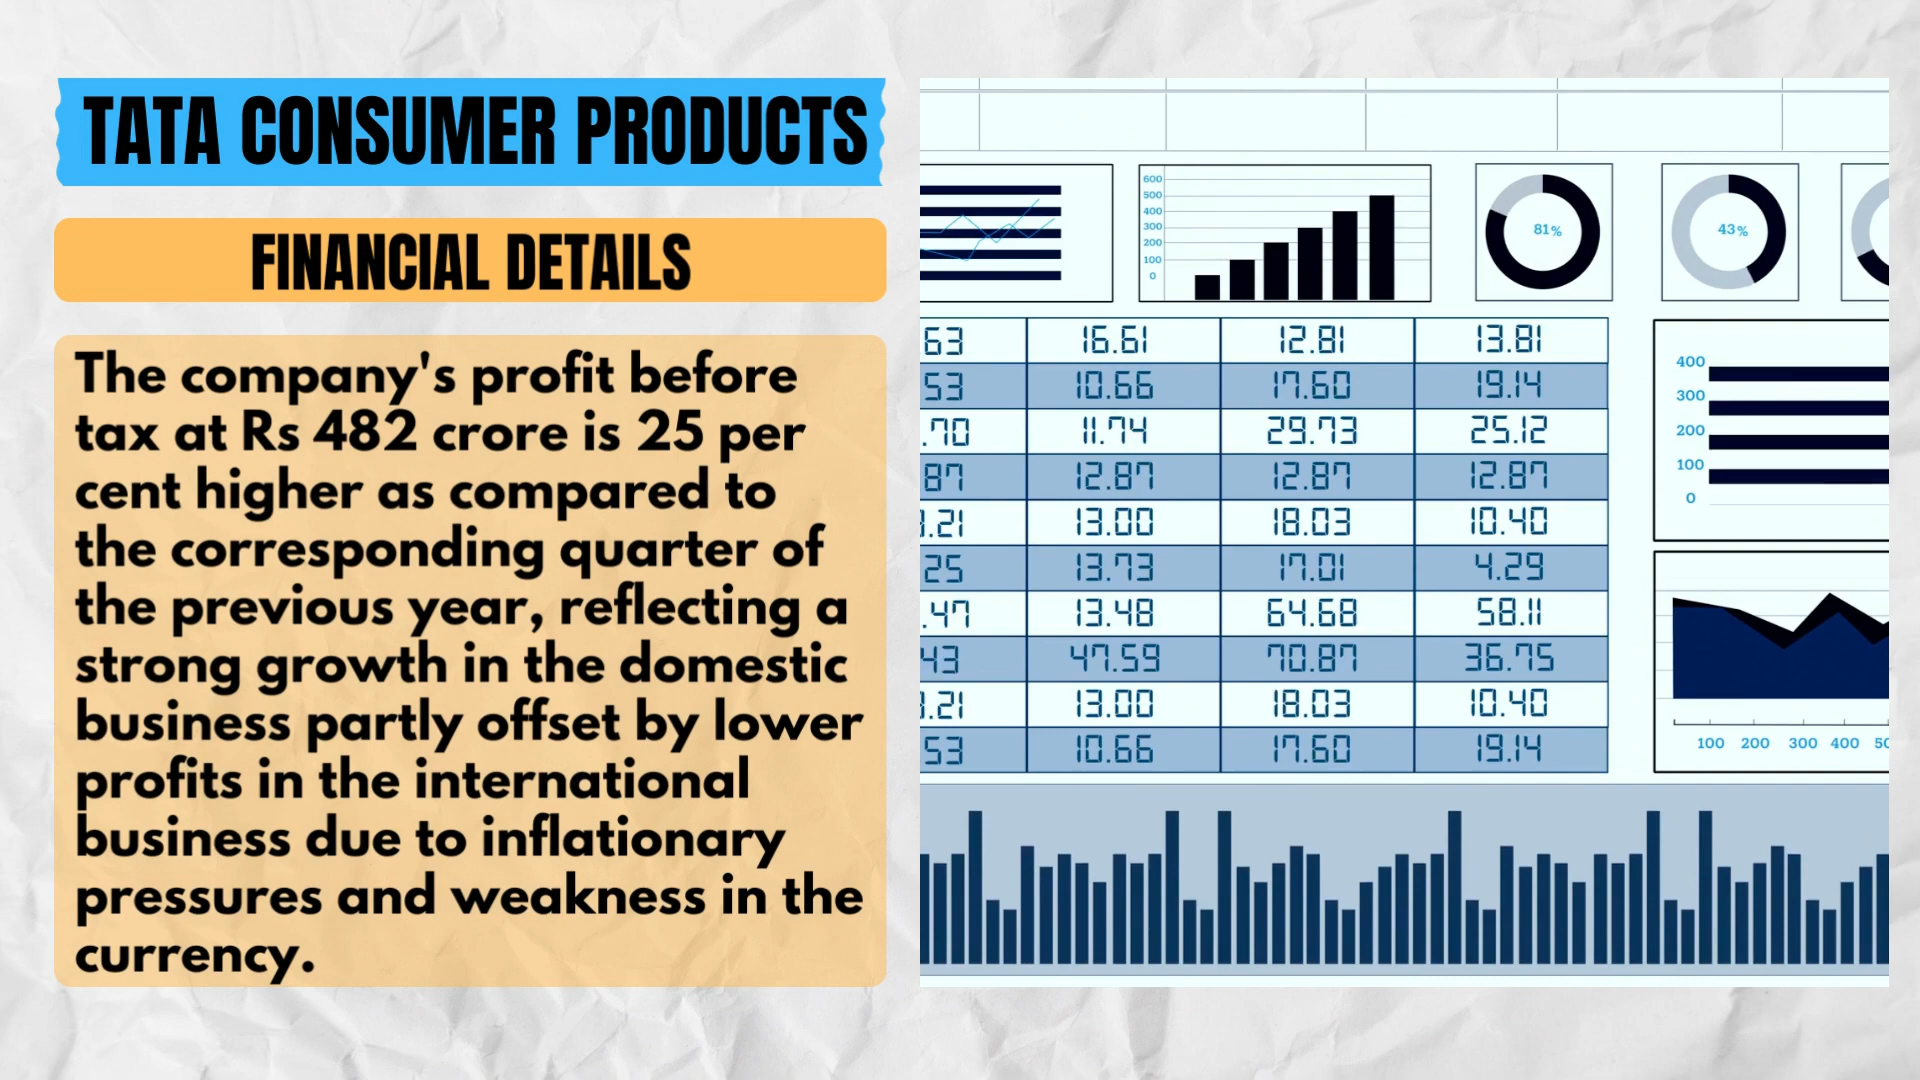 TATA CONSUMER PRODUCTS
FINANCIAL DETAILS
The company's profit before
tax at Rs 482 crore is 25 per
cent higher as compared to
the corresponding quarter of
the previous year, reflecting a
strong growth in the domestic
business partly offset by lower
profits in the international
business due to inflationary
pressures and weakness in the
currency.
600
500
400
300
200
100
0
81%
43%
63 16.61 12.81 13.81
53 10.66 17.60 19.14
.70 11.74 29.73 25.12
87 12.87 12.87 12.87
.21 13.00 18.03 10.40
25 13.73 17.01 4.29
.47 13.48 64.68 58.11
43 47.59 70.87 36.75
.21 13.00 18.03 10.40
53 10.66 17.60 19.14
400
300
200
100
0
100 200 300 400